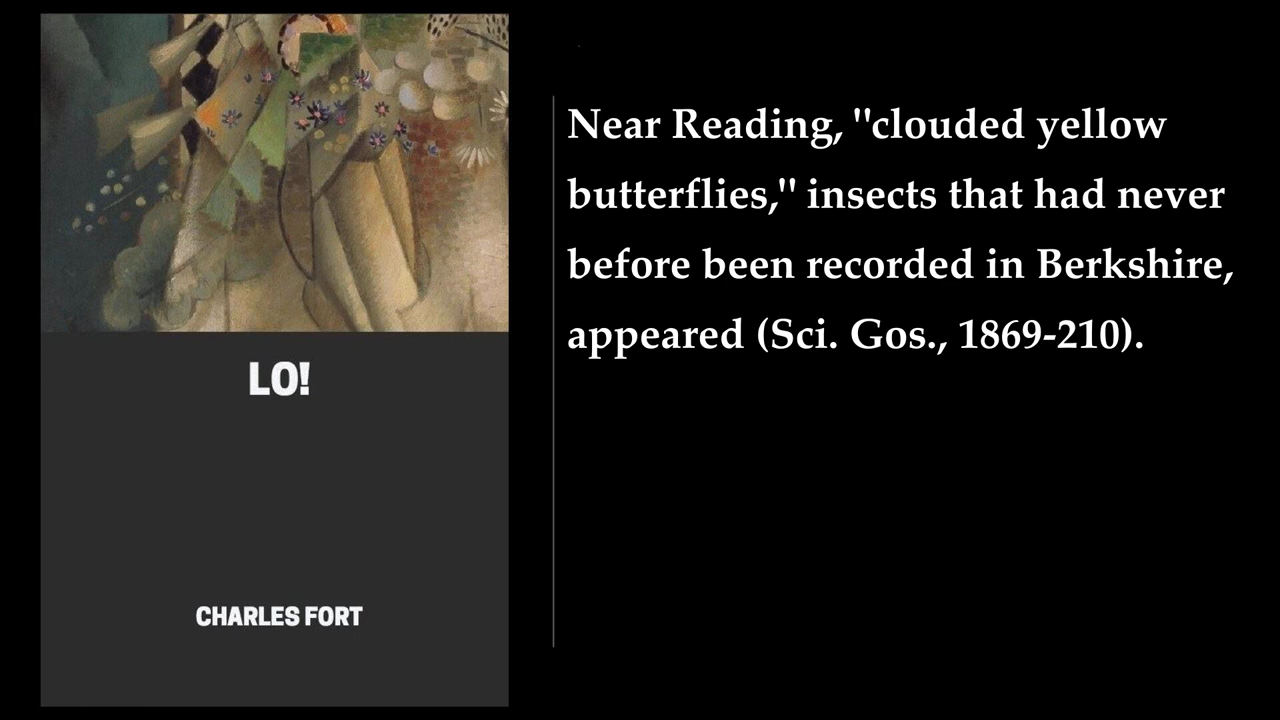 LO!
CHARLES FORT
Near Reading, "clouded yellow
butterflies," insects that had never
before been recorded in Berkshire,
appeared (Sci. Gos., 1869-210).